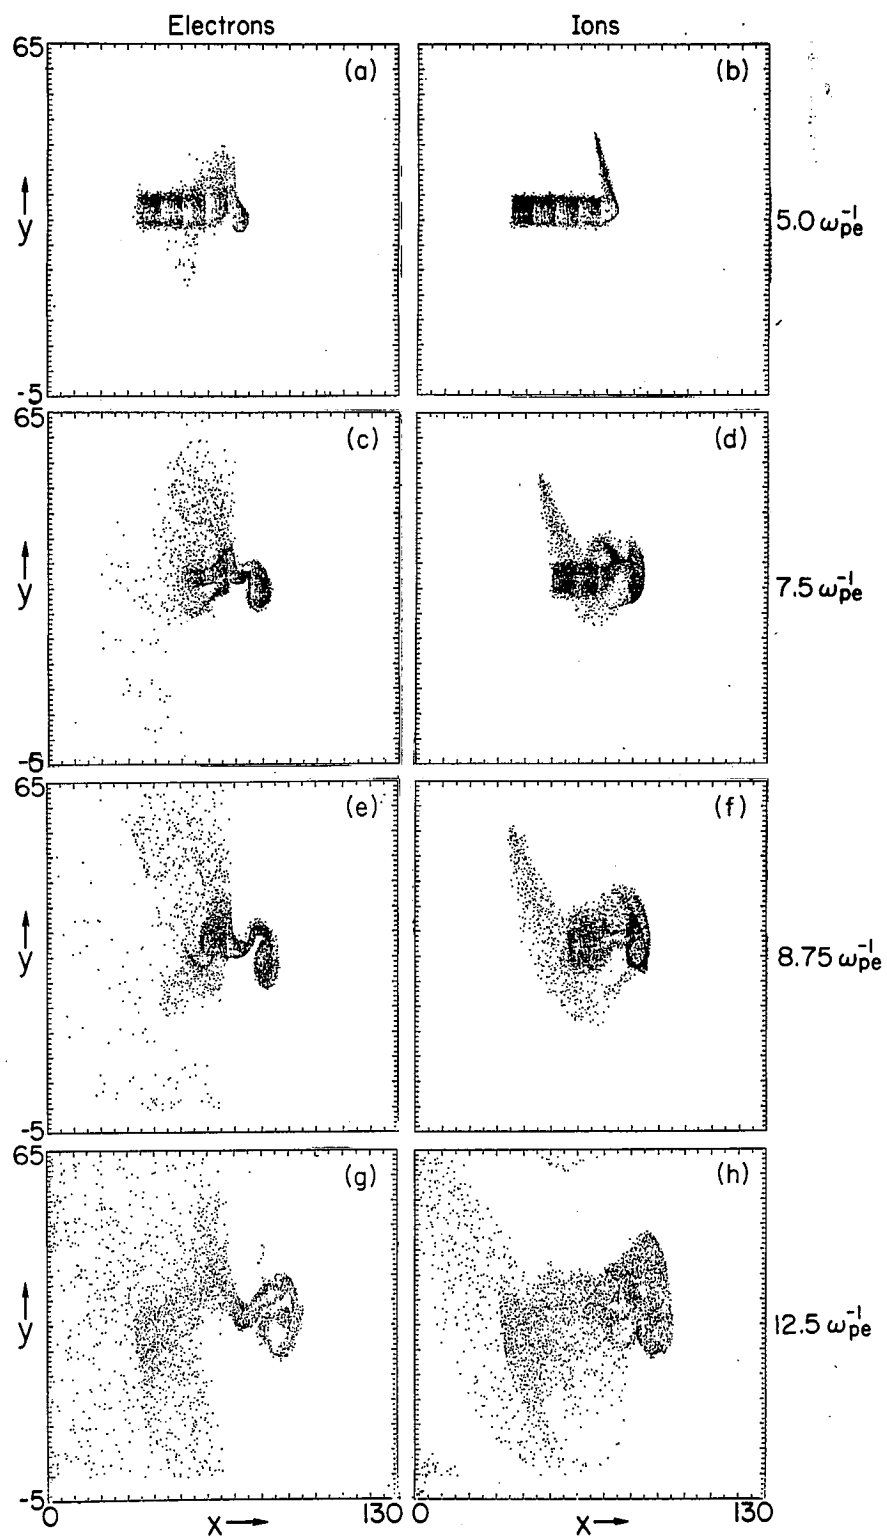 Electrons Ions
65 (a) (b)
y 5.0 ω_pe^-1
-5
65 (c) (d)
y 7.5 ω_pe^-1
-5
65 (e) (f)
y 8.75 ω_pe^-1
-5
65 (g) (h)
y 12.5 ω_pe^-1
-5
0 x → 130 0 x → 130